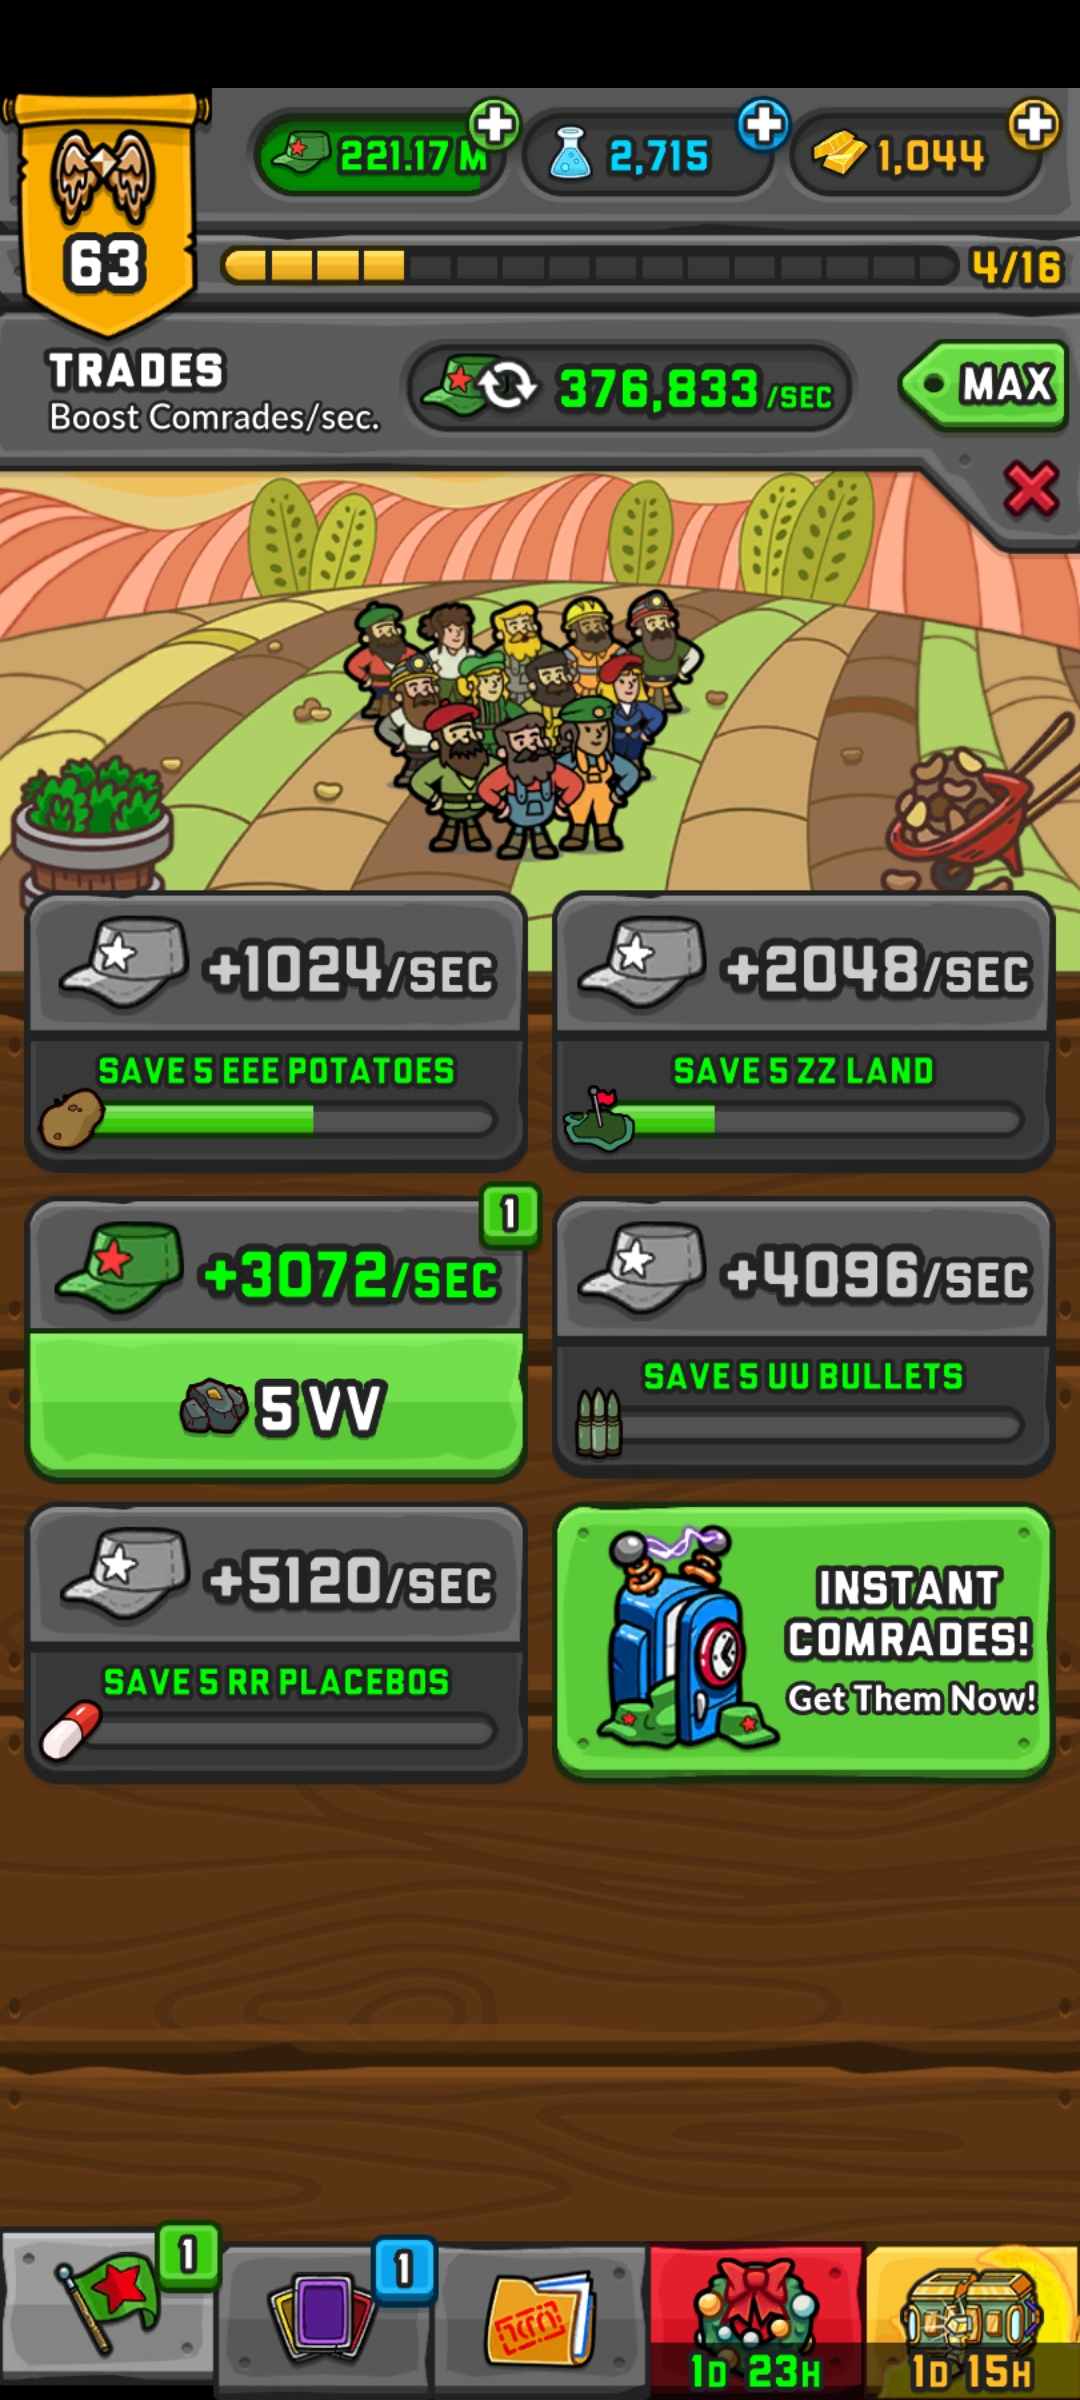 221.17 M
2,715
1,044
63
4/16
TRADES
Boost Comrades/sec.
376,833/SEC
MAX
+1024/SEC
+2048/SEC
SAVE 5 EEE POTATOES
SAVE 5 ZZ LAND
1
+3072/SEC
+4096/SEC
5 VV
SAVE 5 UU BULLETS
+5120/SEC
SAVE 5 RR PLACEBOS
INSTANT
COMRADES!
Get Them Now!
1
1
1D 23H
1D 15H